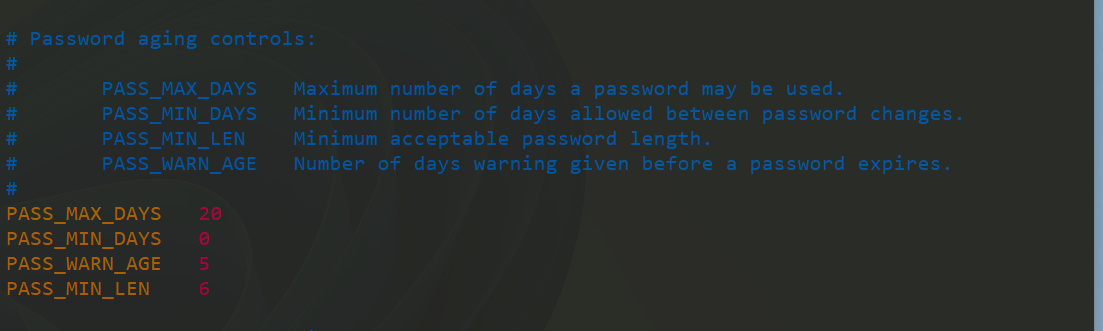 # Password aging controls:
#
#       PASS_MAX_DAYS   Maximum number of days a password may be used.
#       PASS_MIN_DAYS   Minimum number of days allowed between password changes.
#       PASS_MIN_LEN    Minimum acceptable password length.
#       PASS_WARN_AGE   Number of days warning given before a password expires.
#
PASS_MAX_DAYS   20
PASS_MIN_DAYS   0
PASS_WARN_AGE   5
PASS_MIN_LEN    6